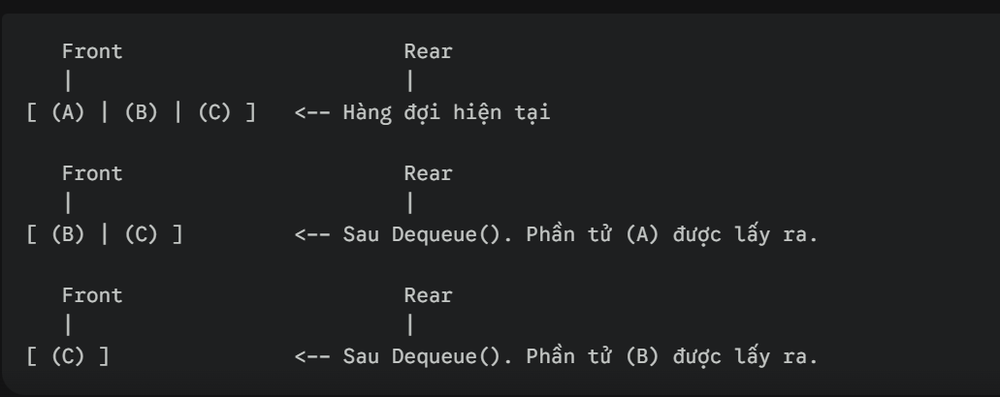 Front Rear
| |
[ (A) | (B) | (C) ] <-- Hàng đợi hiện tại
Front Rear
| |
[ (B) | (C) ] <-- Sau Dequeue(). Phần tử (A) được lấy ra.
Front Rear
| |
[ (C) ] <-- Sau Dequeue(). Phần tử (B) được lấy ra.